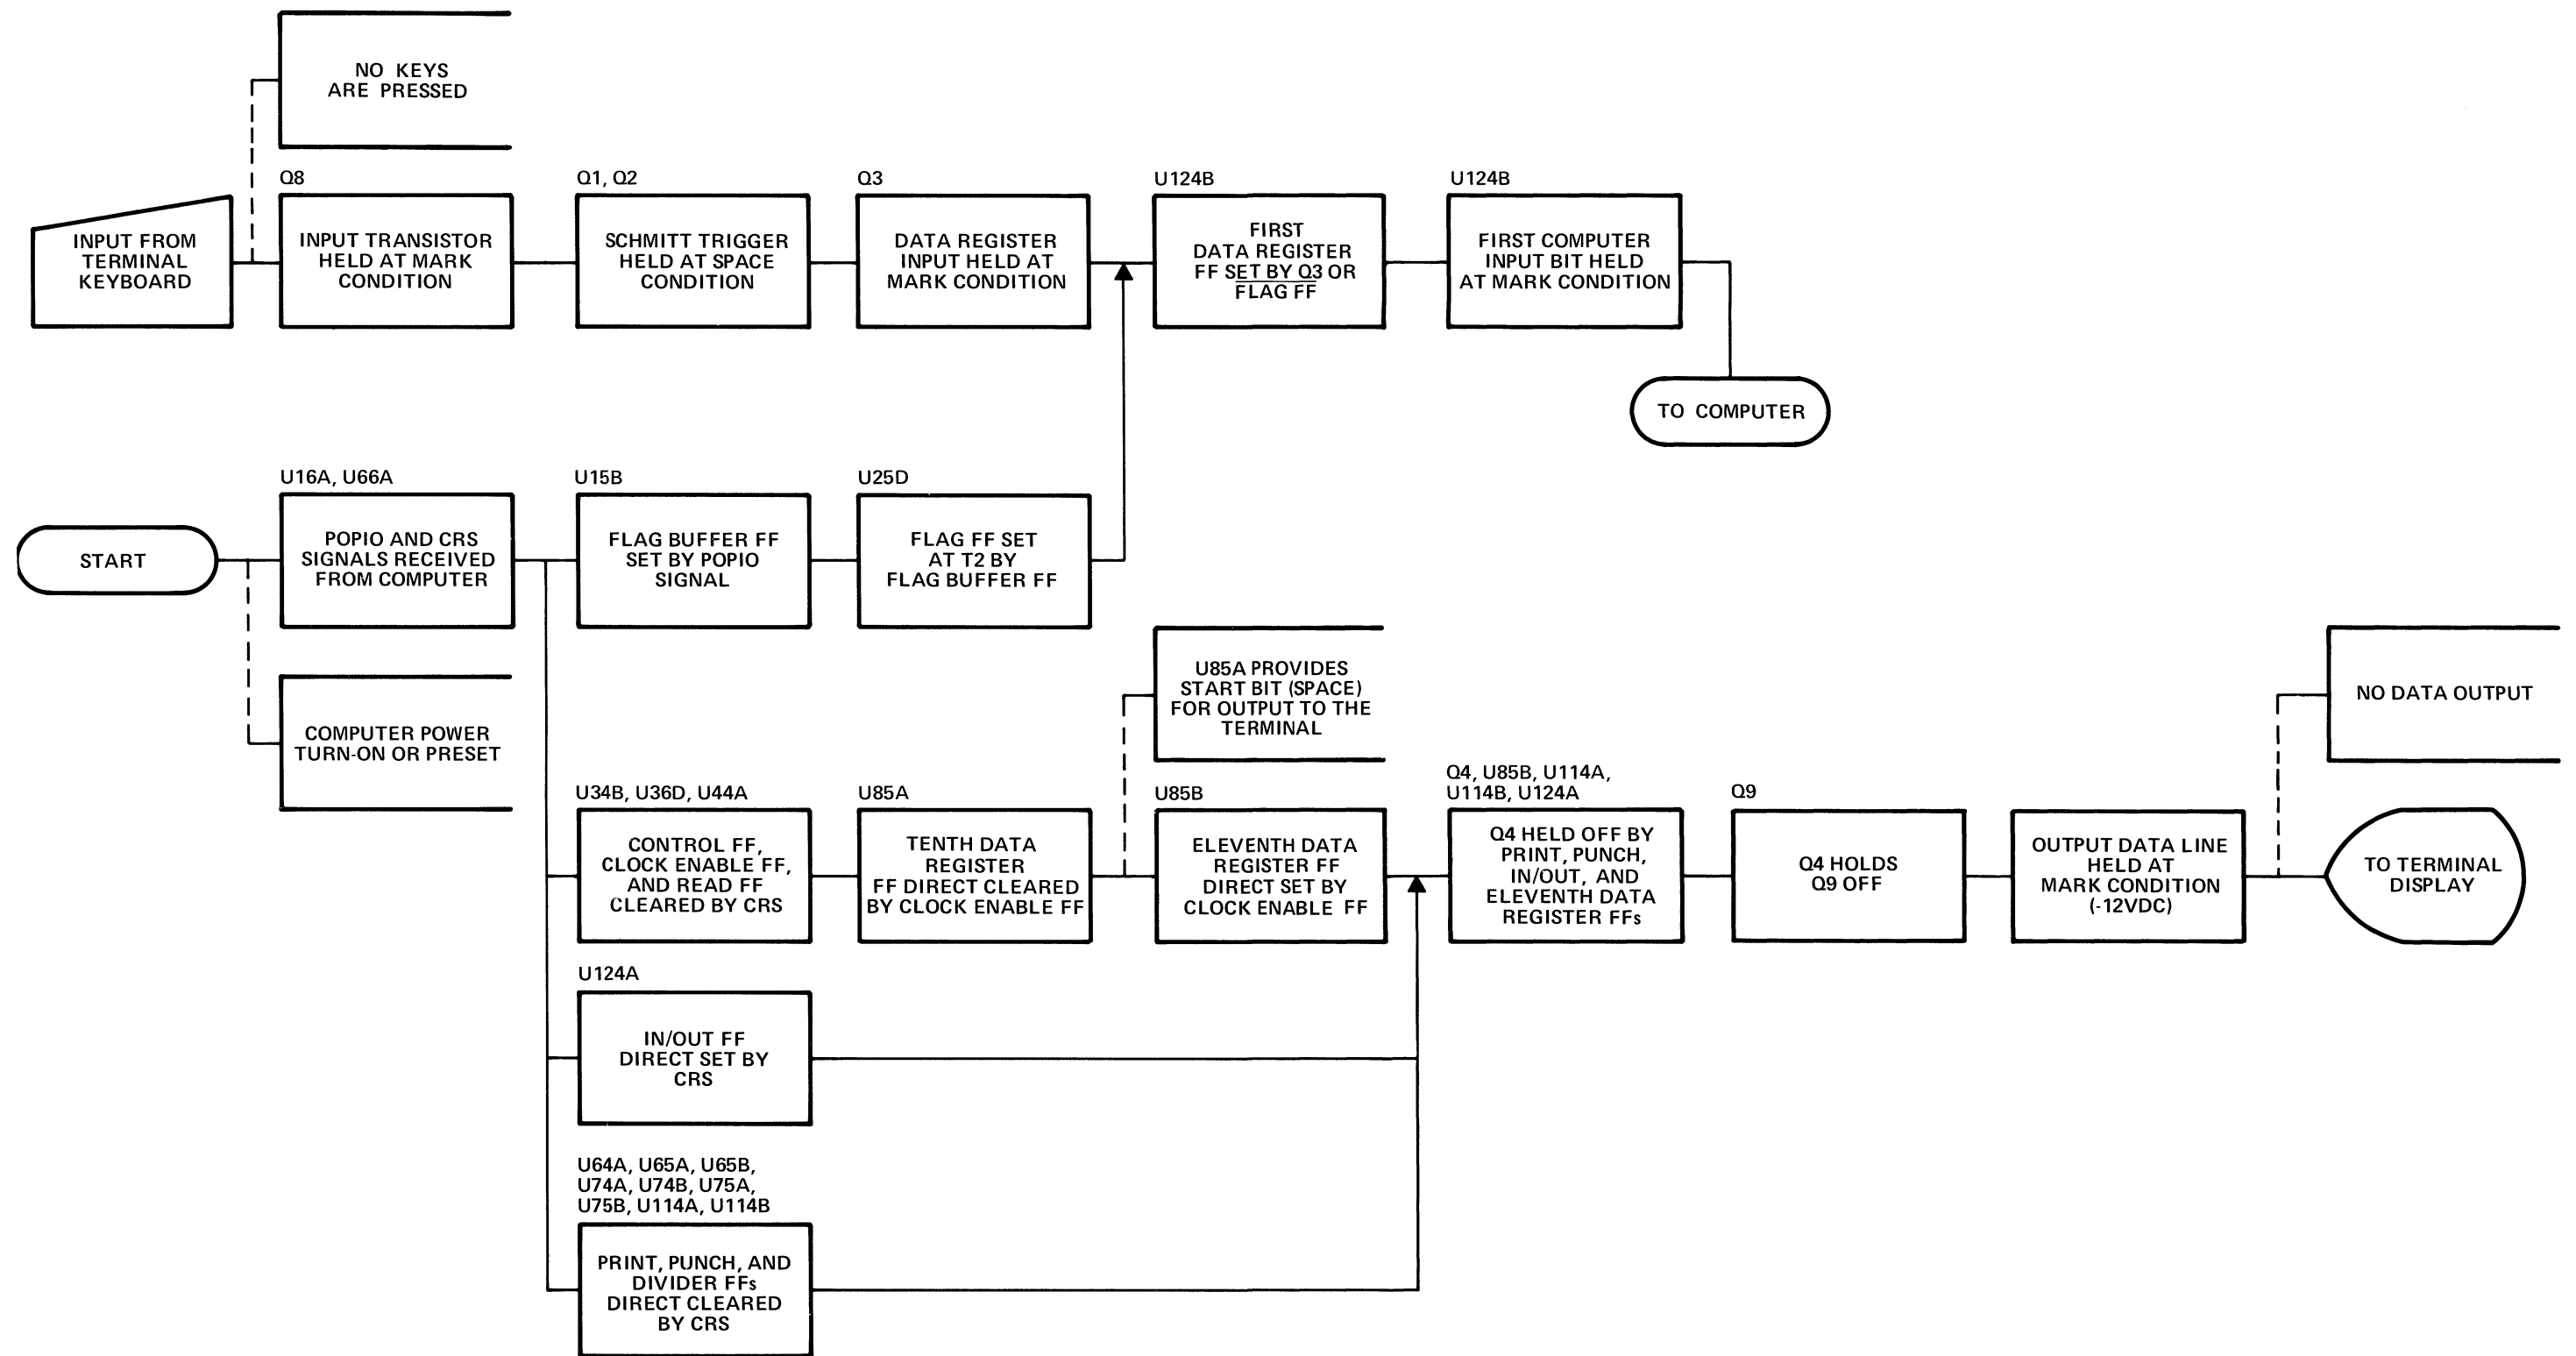 NO KEYS
ARE PRESSED
Q8
Q1, Q2
Q3
U124B
U124B
INPUT FROM
TERMINAL
KEYBOARD
INPUT TRANSISTOR
HELD AT MARK
CONDITION
SCHMITT TRIGGER
HELD AT SPACE
CONDITION
DATA REGISTER
INPUT HELD AT
MARK CONDITION
FIRST
DATA REGISTER
FF SET BY Q3 OR
FLAG FF
FIRST COMPUTER
INPUT BIT HELD
AT MARK CONDITION
TO COMPUTER
U16A, U66A
U15B
U25D
START
POPIO AND CRS
SIGNALS RECEIVED
FROM COMPUTER
FLAG BUFFER FF
SET BY POPIO
SIGNAL
FLAG FF SET
AT T2 BY
FLAG BUFFER FF
COMPUTER POWER
TURN-ON OR PRESET
U85A PROVIDES
START BIT (SPACE)
FOR OUTPUT TO THE
TERMINAL
NO DATA OUTPUT
U34B, U36D, U44A
U85A
U85B
Q4, U85B, U114A,
U114B, U124A
Q9
CONTROL FF,
CLOCK ENABLE FF,
AND READ FF
CLEARED BY CRS
TENTH DATA
REGISTER
FF DIRECT CLEARED
BY CLOCK ENABLE FF
ELEVENTH DATA
REGISTER FF
DIRECT SET BY
CLOCK ENABLE FF
Q4 HELD OFF BY
PRINT, PUNCH,
IN/OUT, AND
ELEVENTH DATA
REGISTER FFs
Q4 HOLDS
Q9 OFF
OUTPUT DATA LINE
HELD AT
MARK CONDITION
(-12VDC)
TO TERMINAL
DISPLAY
U124A
IN/OUT FF
DIRECT SET BY
CRS
U64A, U65A, U65B,
U74A, U74B, U75A,
U75B, U114A, U114B
PRINT, PUNCH, AND
DIVIDER FFs
DIRECT CLEARED
BY CRS